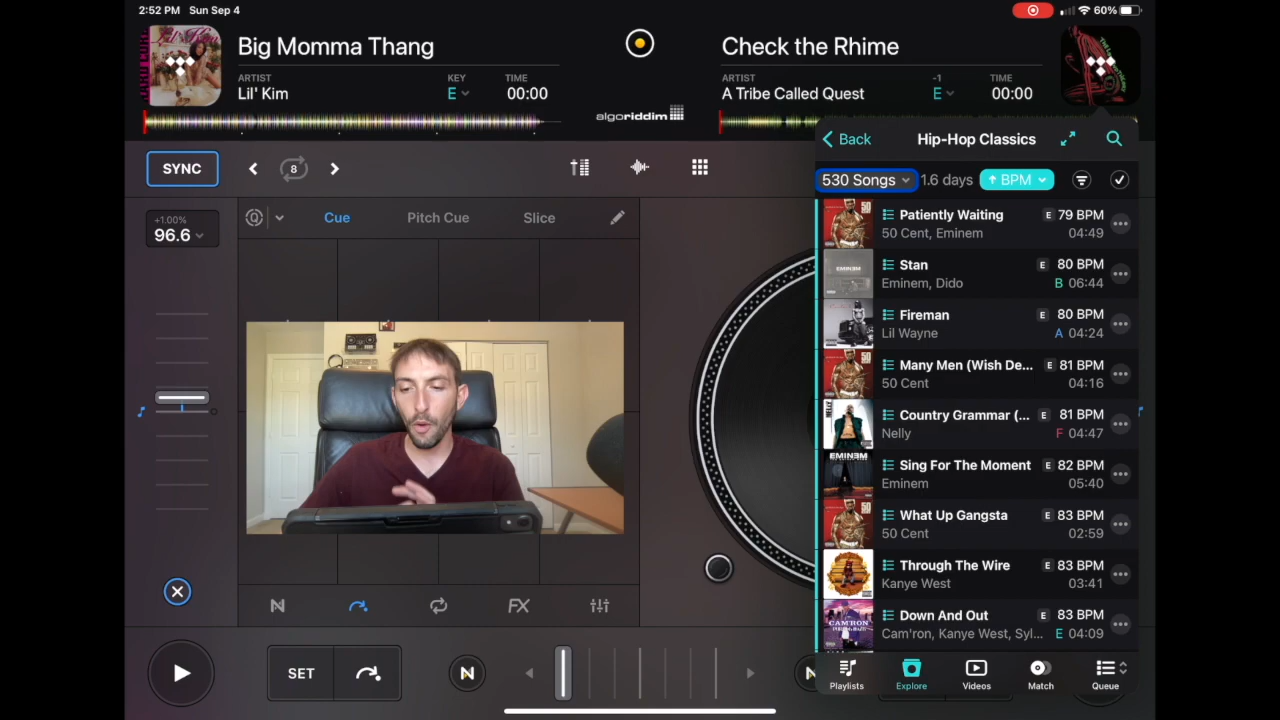 2:52 PM Sun Sep 4
60%
Big Momma Thang
ARTIST KEY TIME
Lil' Kim E 00:00
algoriddim
Check the Rhime
ARTIST -1 TIME
A Tribe Called Quest E 00:00
SYNC
8
+1.00%
96.6
Cue Pitch Cue Slice
FX
SET
Back Hip-Hop Classics
530 Songs 1.6 days BPM
Patiently Waiting E 79 BPM
50 Cent, Eminem 04:49
Stan E 80 BPM
Eminem, Dido B 06:44
Fireman E 80 BPM
Lil Wayne A 04:24
Many Men (Wish De... E 81 BPM
50 Cent 04:16
Country Grammar (... E 81 BPM
Nelly F 04:47
Sing For The Moment E 82 BPM
Eminem 05:40
What Up Gangsta E 83 BPM
50 Cent 02:59
Through The Wire E 83 BPM
Kanye West 03:41
Down And Out E 83 BPM
Cam'ron, Kanye West, Syl... E 04:09
Playlists Explore Videos Match Queue